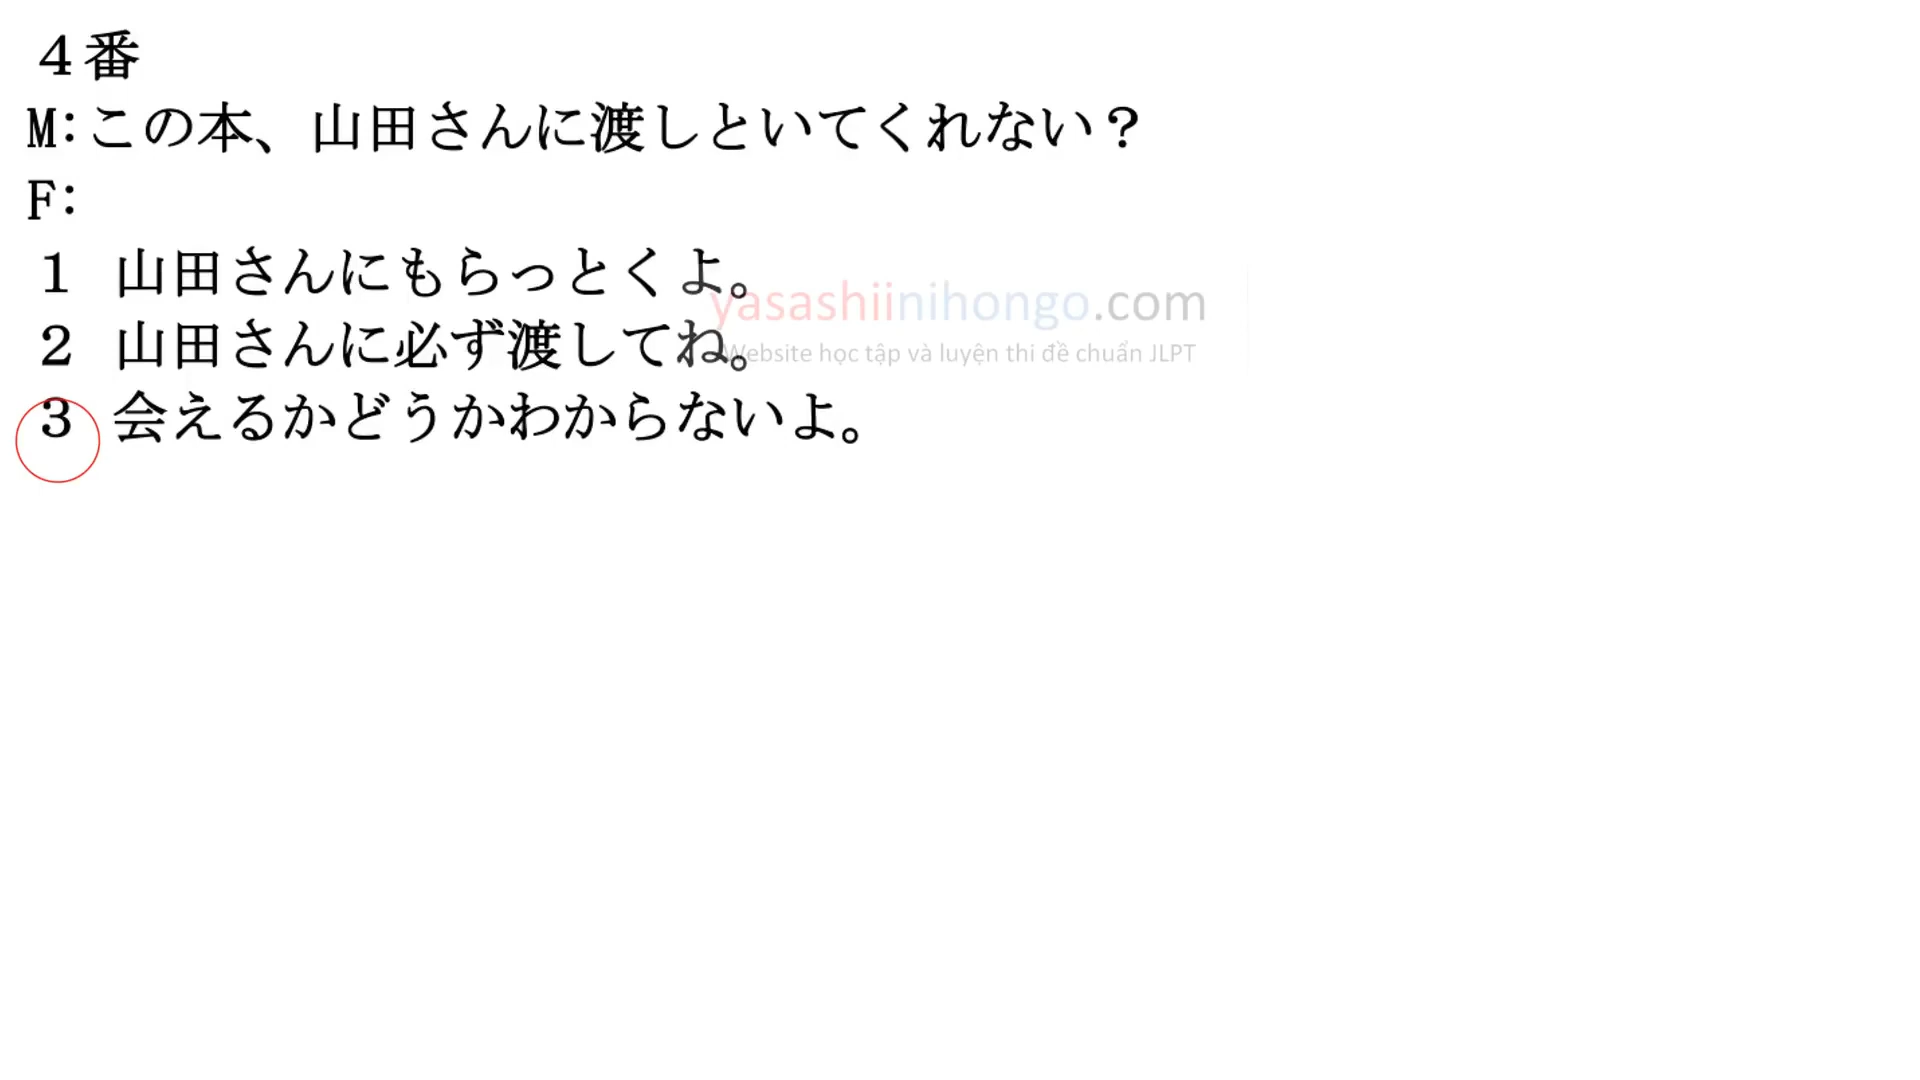 ４番
M:この本、山田さんに渡しといてくれない？
F:
１ 山田さんにもらっとくよ。
２ 山田さんに必ず渡してね。
３ 会えるかどうかわからないよ。
yasashiinihongo.com
Website học tập và luyện thi đề chuẩn JLPT